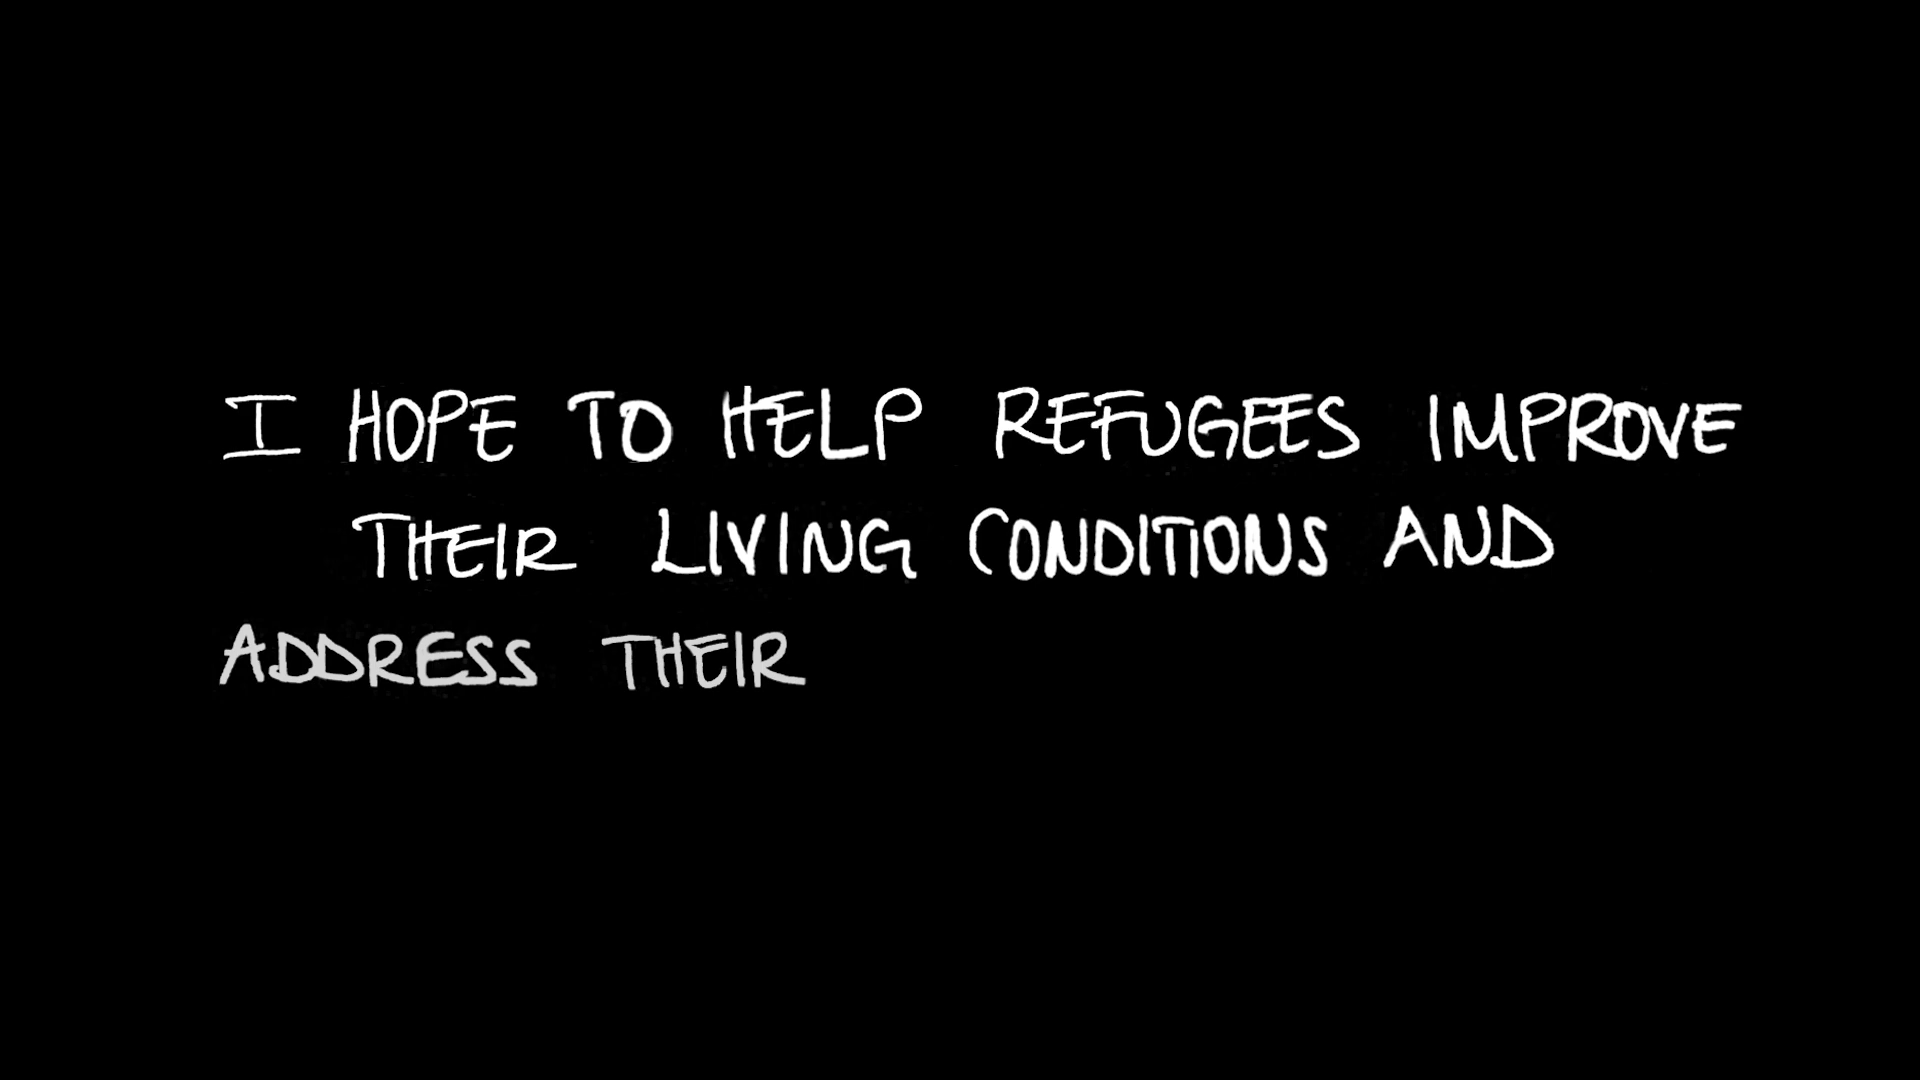 I HOPE TO HELP REFUGEES IMPROVE
THEIR LIVING CONDITIONS AND
ADDRESS THEIR